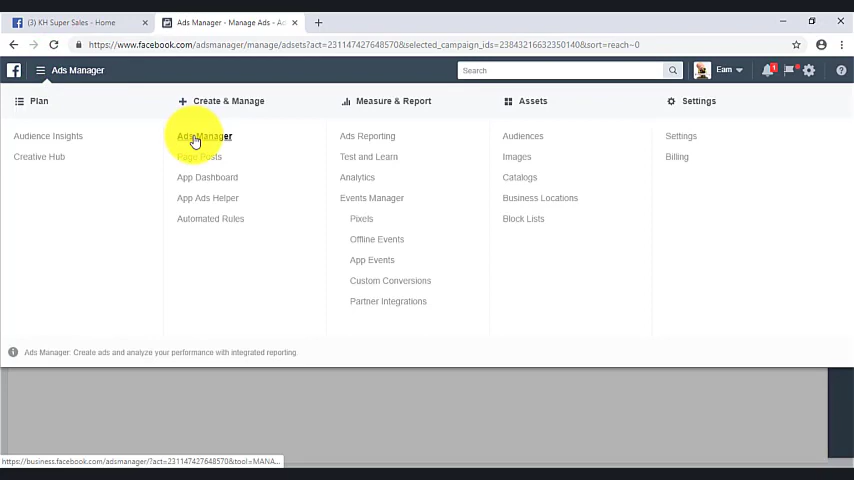 (3) KH Super Sales - Home
Ads Manager - Manage Ads - Ad
https://www.facebook.com/adsmanager/manage/adsets?act=231147427648570&selected_campaign_ids=23843216632350140&sort=reach~0
Ads Manager
Search
Eam
1
Plan
Audience Insights
Creative Hub
Create & Manage
Ads Manager
Page Posts
App Dashboard
App Ads Helper
Automated Rules
Measure & Report
Ads Reporting
Test and Learn
Analytics
Events Manager
Pixels
Offline Events
App Events
Custom Conversions
Partner Integrations
Assets
Audiences
Images
Catalogs
Business Locations
Block Lists
Settings
Settings
Billing
Ads Manager: Create ads and analyze your performance with integrated reporting.
https://business.facebook.com/adsmanager/?act=231147427648570&tool=MANA...